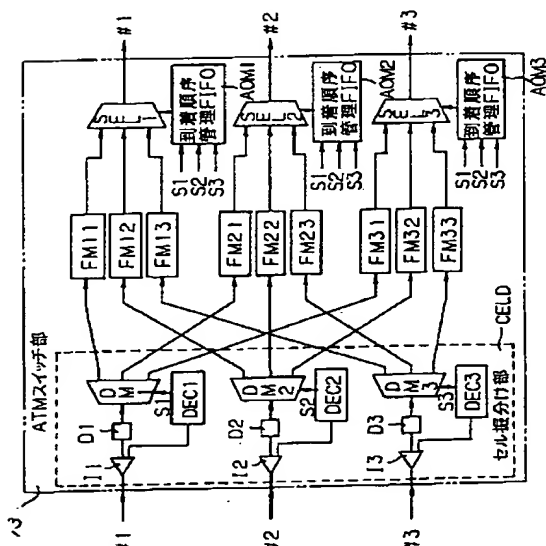 ATMスイッチ部
13
#1
#2
#3
I1
D1
DM1
S1
DEC1
I2
D2
DM2
S2
DEC2
I3
D3
DM3
S3
DEC3
セル振分け部
CELD
FM11
FM12
FM13
FM21
FM22
FM23
FM31
FM32
FM33
SEL1
S1
S2
S3
到着順序
管理FIFO
AOM1
#1
SEL2
S1
S2
S3
到着順序
管理FIFO
AOM2
#2
SEL3
S1
S2
S3
到着順序
管理FIFO
AOM3
#3